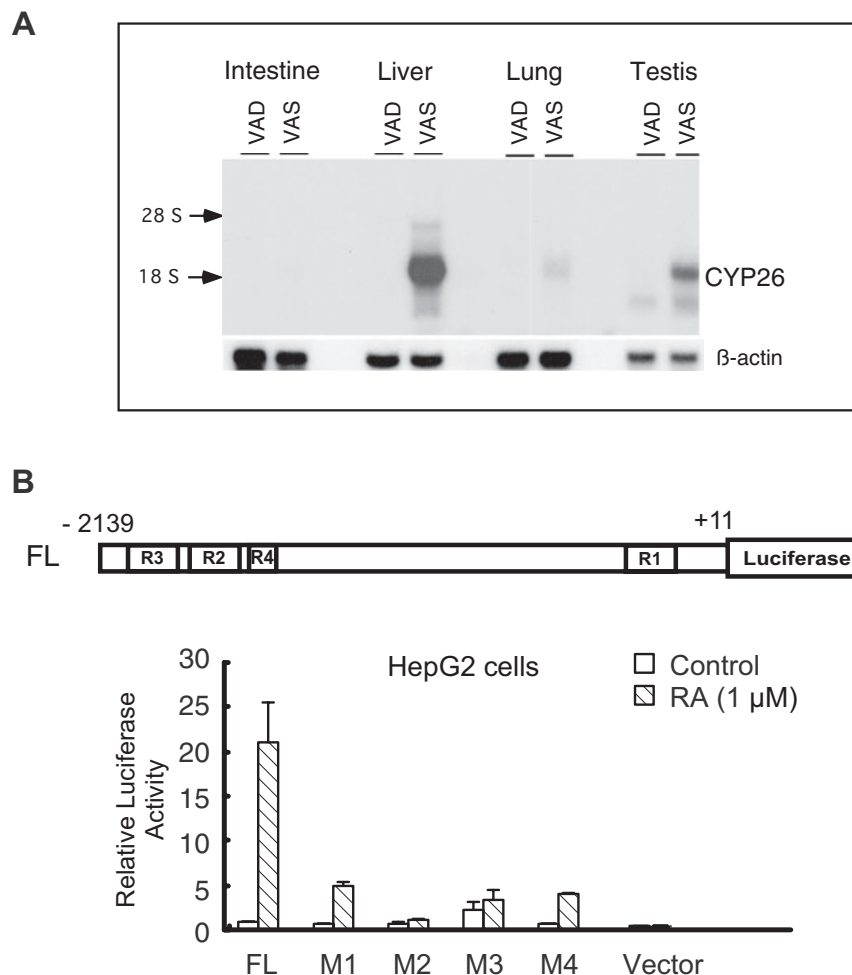 A
Intestine Liver Lung Testis
VAD VAS VAD VAS VAD VAS VAD VAS
28 S
18 S
CYP26
ß-actin
B
- 2139 +11
FL R3 R2 R4 R1 Luciferase
HepG2 cells
Control
RA (1 µM)
Relative Luciferase
Activity
30
25
20
15
10
5
0
FL M1 M2 M3 M4 Vector